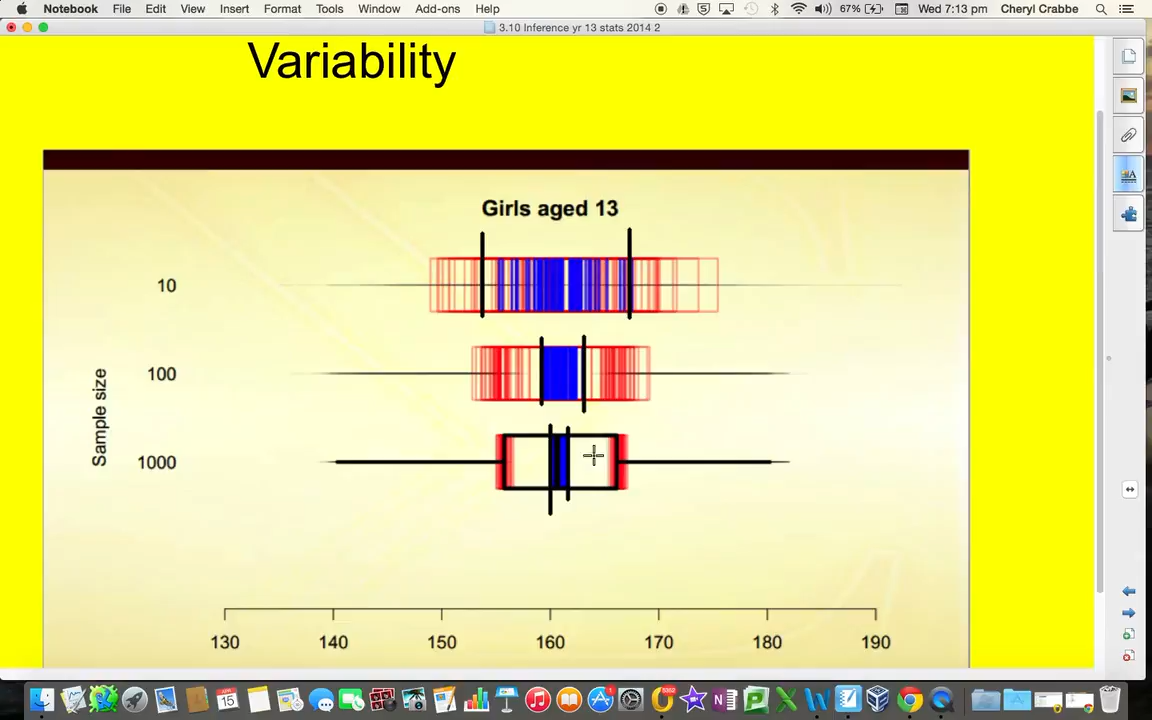 Notebook File Edit View Insert Format Tools Window Add-ons Help 67% Wed 7:13 pm Cheryl Crabbe
3.10 Inference yr 13 stats 2014 2
Variability
Girls aged 13
10
100
1000
Sample size
130 140 150 160 170 180 190